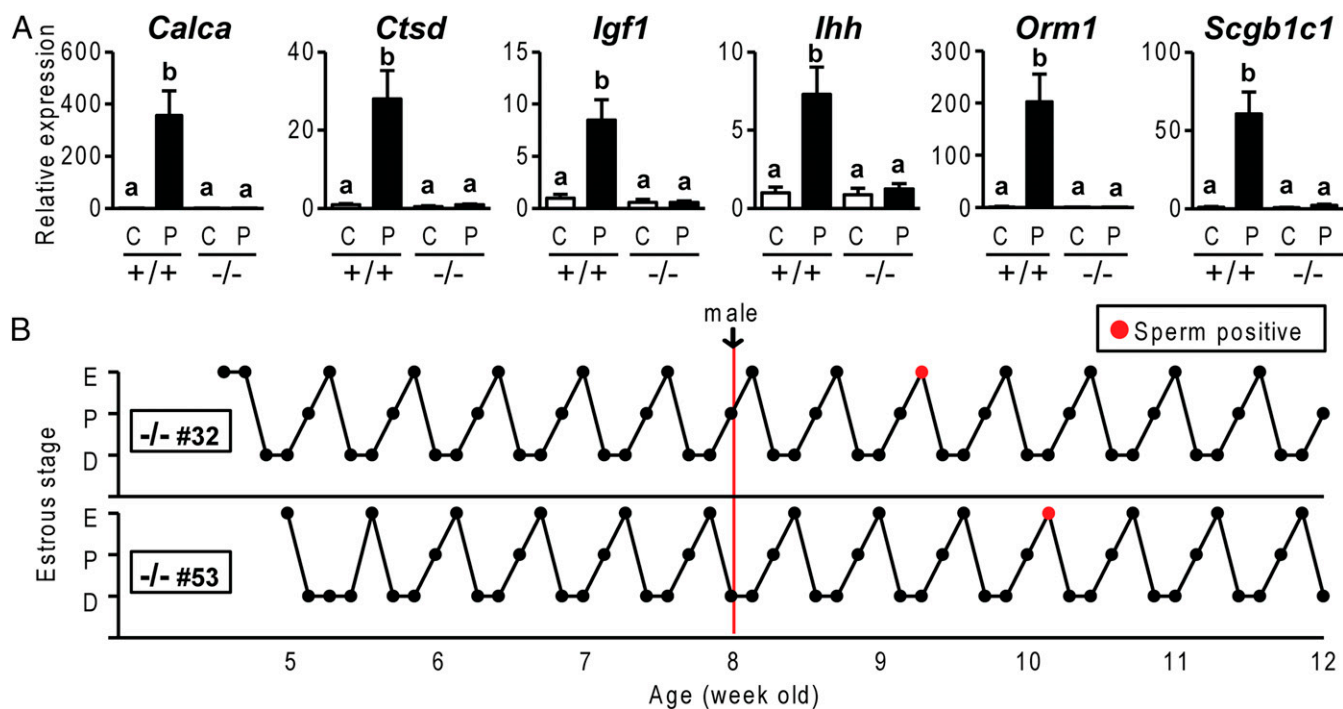 A
Calca Ctsd Igf1 Ihh Orm1 Scgb1c1
Relative expression
600 400 200 0
a b a a
C P C P
+/+ -/-
40 20 0
a b a a
C P C P
+/+ -/-
15 10 5 0
a b a a
C P C P
+/+ -/-
10 5 0
a b a a
C P C P
+/+ -/-
300 200 100 0
a b a a
C P C P
+/+ -/-
100 50 0
a b a a
C P C P
+/+ -/-
B
male
Sperm positive
Estrous stage
E
P
D
-/- #32
E
P
D
-/- #53
5 6 7 8 9 10 11 12
Age (week old)